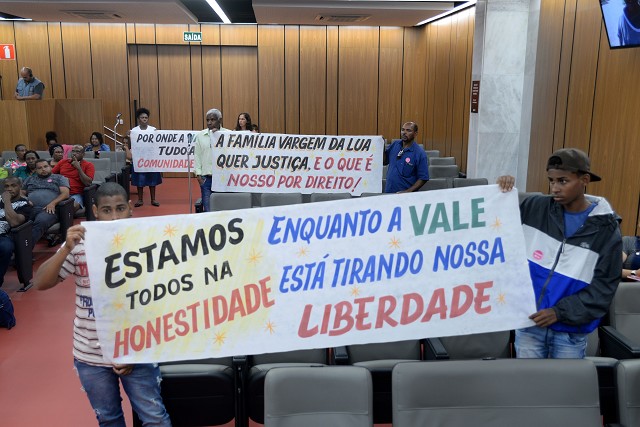 SAÍDA
POR ONDE A
TUDO
COMUNIDADE
A FAMÍLIA VARGEM DA LUA
QUER JUSTIÇA, E O QUE É
NOSSO POR DIREITO!
ESTAMOS
TODOS NA
HONESTIDADE
ENQUANTO A VALE
ESTÁ TIRANDO NOSSA
LIBERDADE